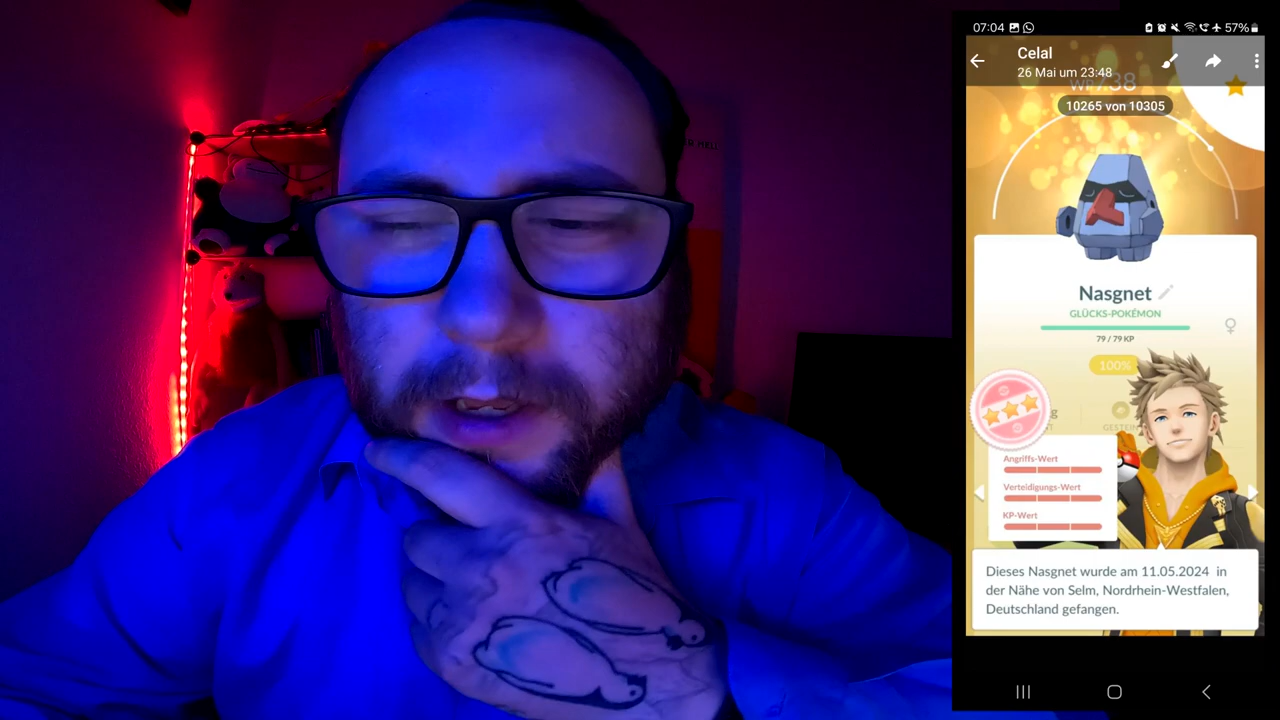 07:04
57%
Celal
26 Mai um 23:48
WP738
10265 von 10305
Nasgnet
GLÜCKS-POKÉMON
79 / 79 KP
100%
Angriffs-Wert
Verteidigungs-Wert
KP-Wert
Dieses Nasgnet wurde am 11.05.2024 in
der Nähe von Selm, Nordrhein-Westfalen,
Deutschland gefangen.